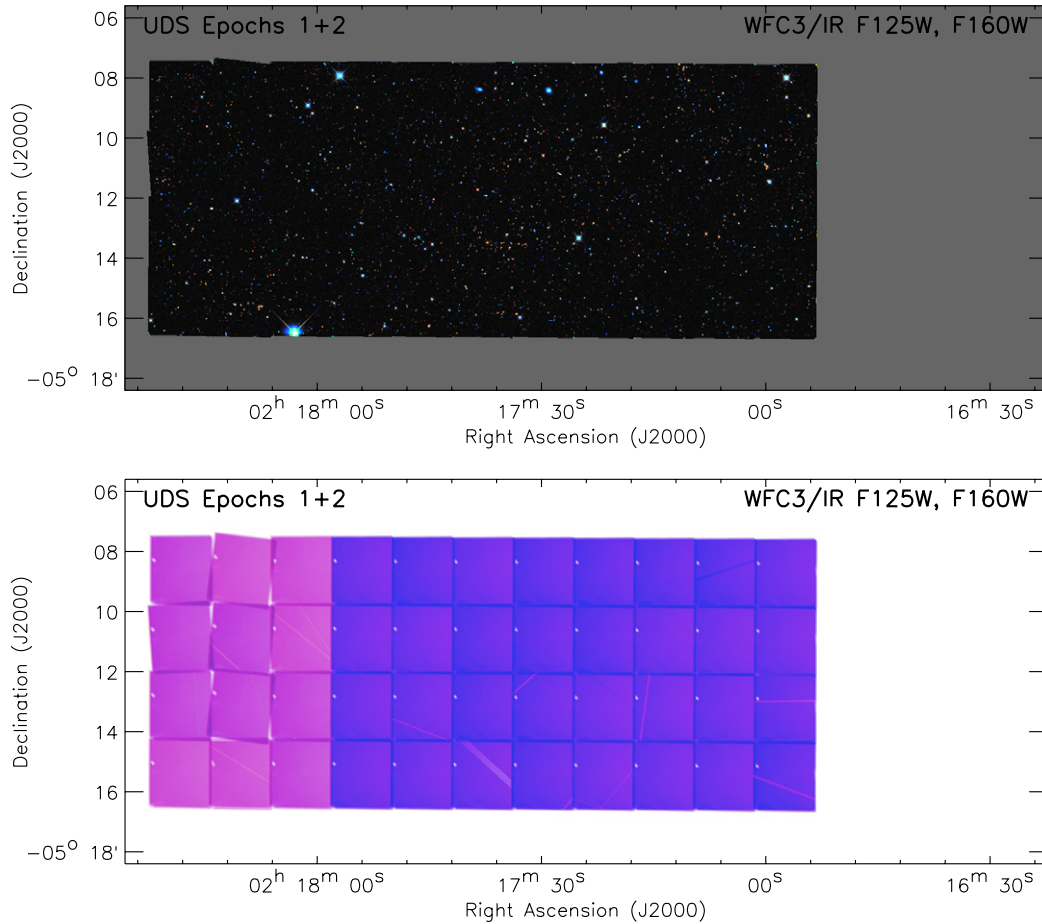 UDS Epochs 1+2
WFC3/IR F125W, F160W
06
08
10
12
14
16
−05° 18'
Declination (J2000)
02ʰ 18ᵐ 00ˢ
17ᵐ 30ˢ
00ˢ
16ᵐ 30ˢ
Right Ascension (J2000)
UDS Epochs 1+2
WFC3/IR F125W, F160W
06
08
10
12
14
16
−05° 18'
Declination (J2000)
02ʰ 18ᵐ 00ˢ
17ᵐ 30ˢ
00ˢ
16ᵐ 30ˢ
Right Ascension (J2000)